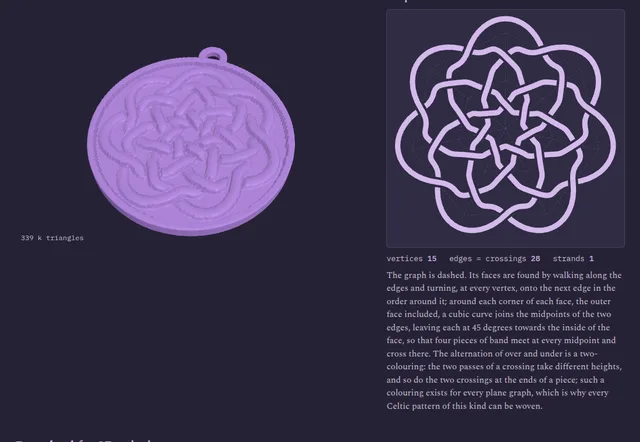 339 k triangles
vertices 15 edges = crossings 28 strands 1
The graph is dashed. Its faces are found by walking along the
edges and turning, at every vertex, onto the next edge in the
order around it; around each corner of each face, the outer
face included, a cubic curve joins the midpoints of the two
edges, leaving each at 45 degrees towards the inside of the
face, so that four pieces of band meet at every midpoint and
cross there. The alternation of over and under is a two-
colouring: the two passes of a crossing take different heights,
and so do the two crossings at the ends of a piece; such a
colouring exists for every plane graph, which is why every
Celtic pattern of this kind can be woven.